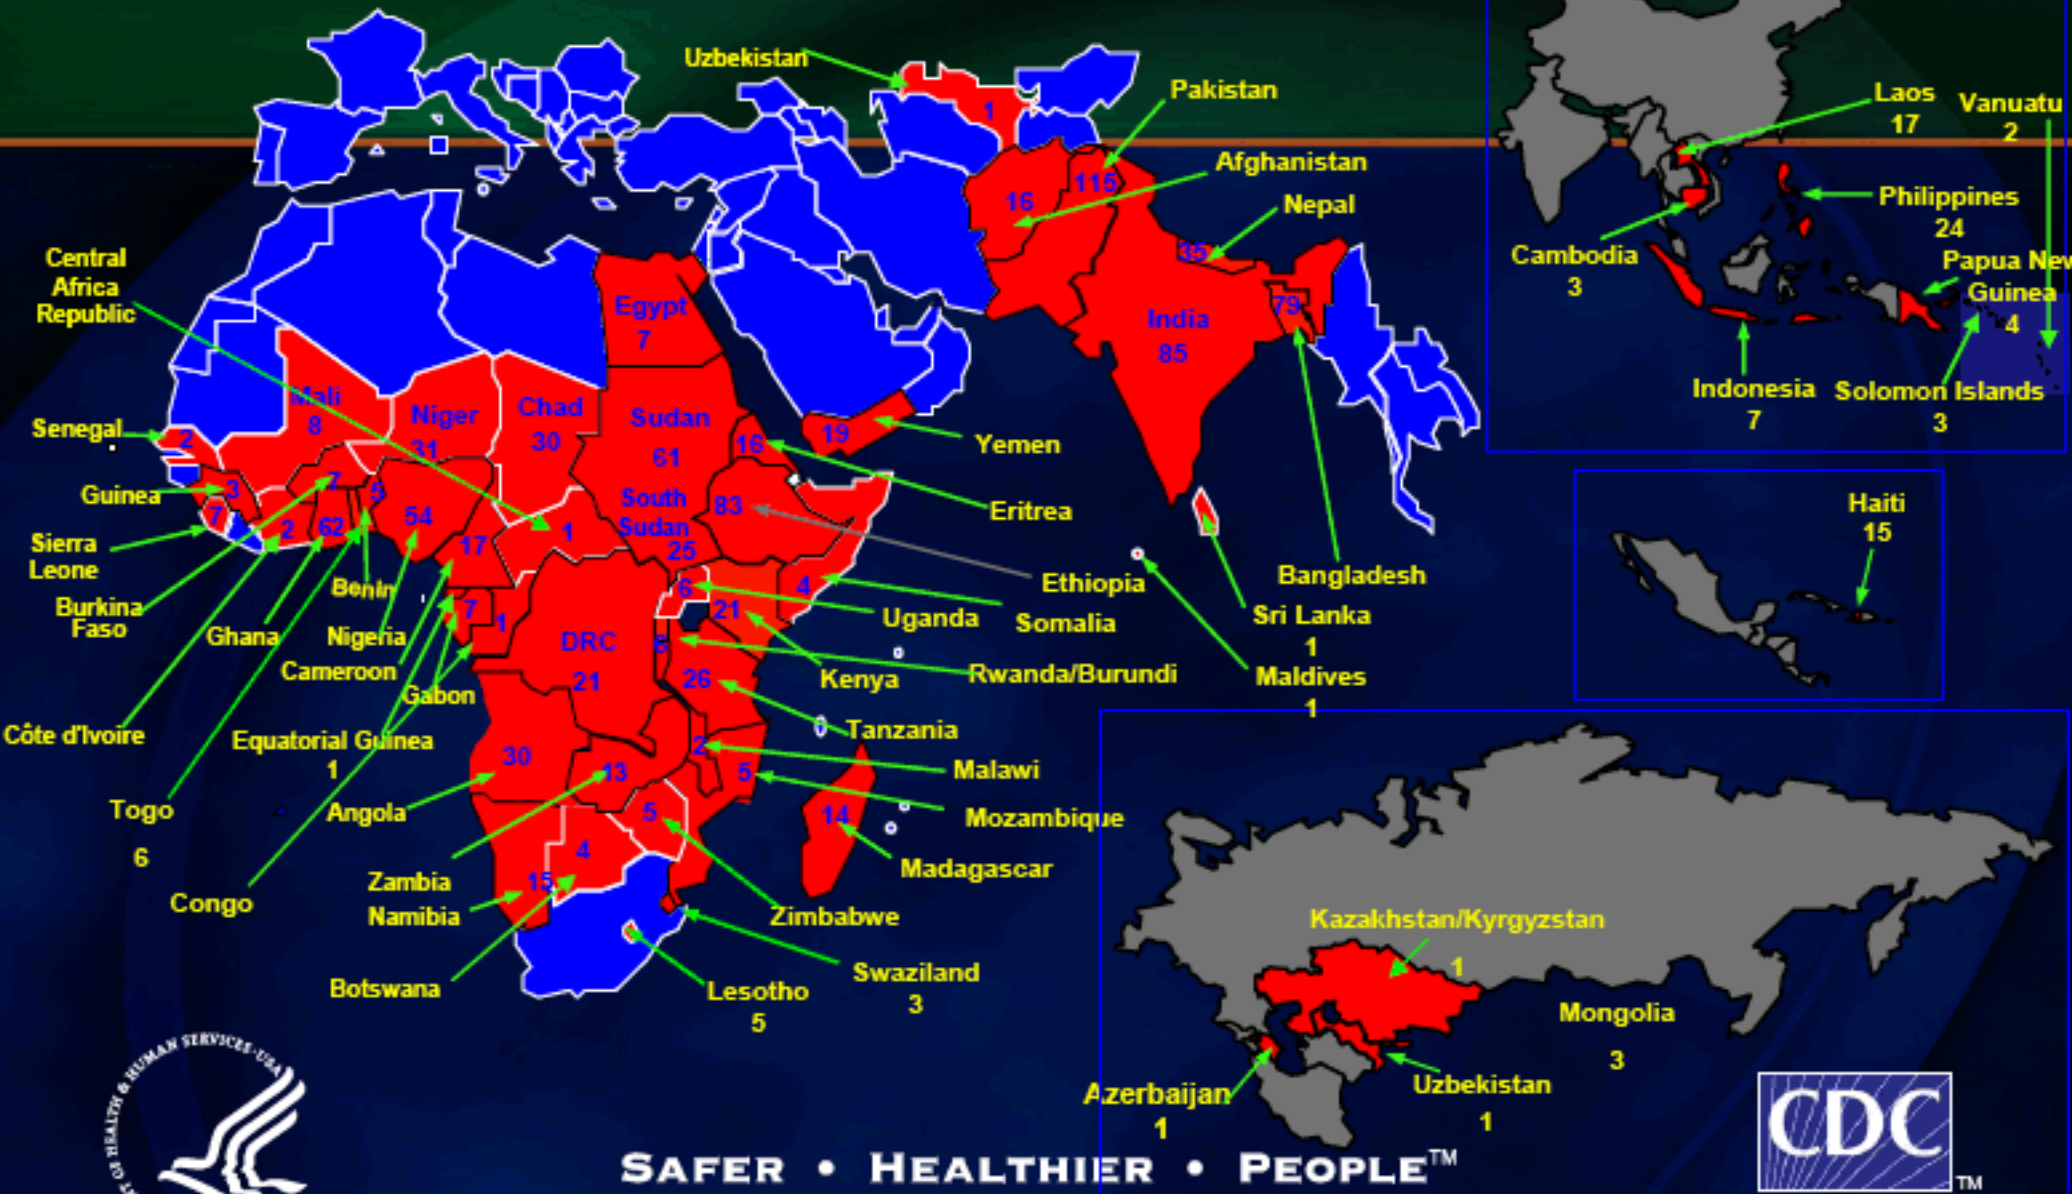 Uzbekistan
1
Pakistan
115
Afghanistan
16
Nepal
35
Central
Africa
Republic
1
Egypt
7
India
85
79
Mali
8
Niger
31
Chad
30
Sudan
61
16
19
Yemen
Senegal
2
South
Sudan
25
83
Guinea
3
7
5
Eritrea
Sierra
Leone
7
2
62
54
17
Benin
Ethiopia
Bangladesh
Burkina
Faso
Ghana
Nigeria
7
1
6
21
4
Uganda
Somalia
Sri Lanka
1
Cameroon
DRC
21
Rwanda/Burundi
Kenya
26
Maldives
1
Gabon
Côte d'Ivoire
Equatorial Guinea
1
Tanzania
30
13
2
5
Malawi
Togo
6
Angola
5
14
Mozambique
4
Madagascar
Zambia
15
Congo
Namibia
Zimbabwe
Botswana
Lesotho
5
Swaziland
3
Laos
17
Vanuatu
2
Philippines
24
Cambodia
3
Papua New
Guinea
4
Indonesia
7
Solomon Islands
3
Haiti
15
Kazakhstan/Kyrgyzstan
1
Mongolia
3
Azerbaijan
1
Uzbekistan
1
HEALTH & HUMAN SERVICES·USA
SAFER • HEALTHIER • PEOPLE™
CDC
TM